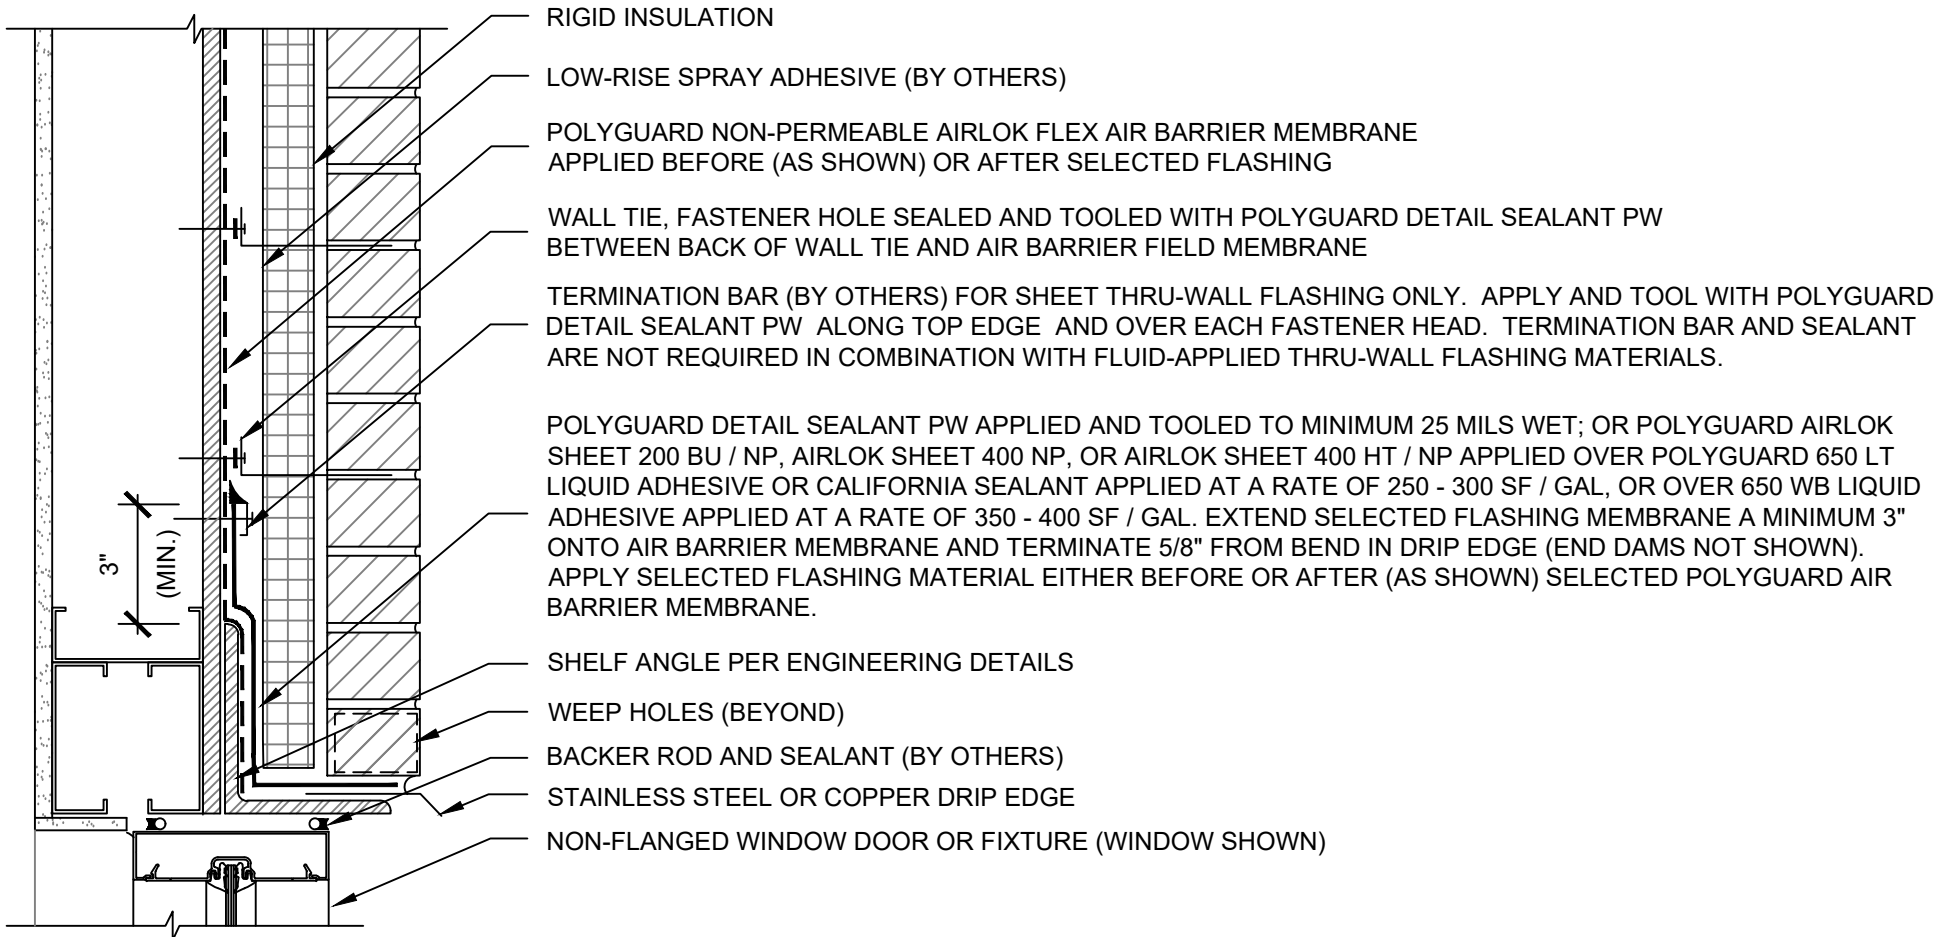 RIGID INSULATION
LOW-RISE SPRAY ADHESIVE (BY OTHERS)
POLYGUARD NON-PERMEABLE AIRLOK FLEX AIR BARRIER MEMBRANE
APPLIED BEFORE (AS SHOWN) OR AFTER SELECTED FLASHING
WALL TIE, FASTENER HOLE SEALED AND TOOLED WITH POLYGUARD DETAIL SEALANT PW
BETWEEN BACK OF WALL TIE AND AIR BARRIER FIELD MEMBRANE
TERMINATION BAR (BY OTHERS) FOR SHEET THRU-WALL FLASHING ONLY. APPLY AND TOOL WITH POLYGUARD
DETAIL SEALANT PW ALONG TOP EDGE AND OVER EACH FASTENER HEAD. TERMINATION BAR AND SEALANT
ARE NOT REQUIRED IN COMBINATION WITH FLUID-APPLIED THRU-WALL FLASHING MATERIALS.
POLYGUARD DETAIL SEALANT PW APPLIED AND TOOLED TO MINIMUM 25 MILS WET; OR POLYGUARD AIRLOK
SHEET 200 BU / NP, AIRLOK SHEET 400 NP, OR AIRLOK SHEET 400 HT / NP APPLIED OVER POLYGUARD 650 LT
LIQUID ADHESIVE OR CALIFORNIA SEALANT APPLIED AT A RATE OF 250 - 300 SF / GAL, OR OVER 650 WB LIQUID
ADHESIVE APPLIED AT A RATE OF 350 - 400 SF / GAL. EXTEND SELECTED FLASHING MEMBRANE A MINIMUM 3"
ONTO AIR BARRIER MEMBRANE AND TERMINATE 5/8" FROM BEND IN DRIP EDGE (END DAMS NOT SHOWN).
APPLY SELECTED FLASHING MATERIAL EITHER BEFORE OR AFTER (AS SHOWN) SELECTED POLYGUARD AIR
BARRIER MEMBRANE.
3"
(MIN.)
SHELF ANGLE PER ENGINEERING DETAILS
WEEP HOLES (BEYOND)
BACKER ROD AND SEALANT (BY OTHERS)
STAINLESS STEEL OR COPPER DRIP EDGE
NON-FLANGED WINDOW DOOR OR FIXTURE (WINDOW SHOWN)